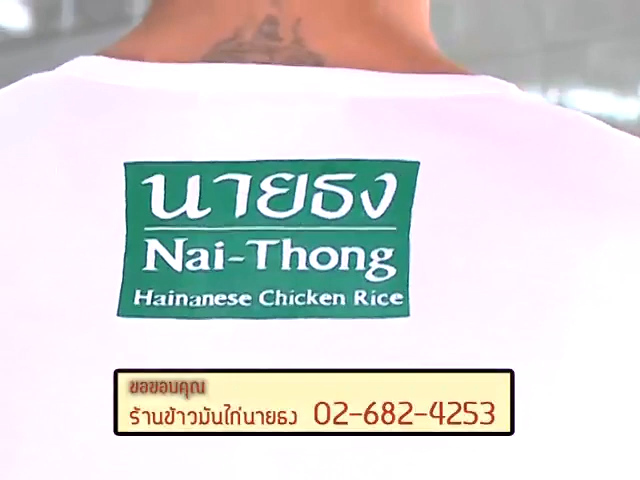 นายธง
Nai-Thong
Hainanese Chicken Rice
ขอขอบคุณ
ร้านข้าวมันไก่นายธง 02-682-4253